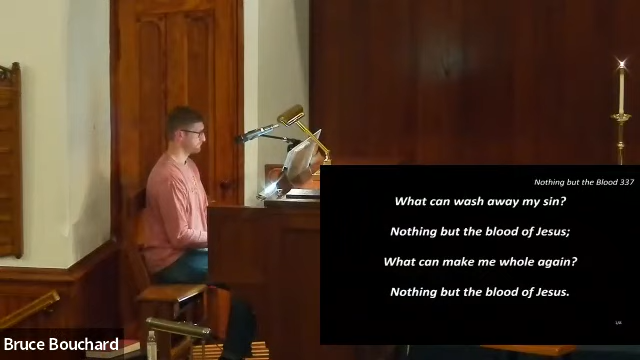 Nothing but the Blood 337
What can wash away my sin?
Nothing but the blood of Jesus;
What can make me whole again?
Nothing but the blood of Jesus.
Bruce Bouchard